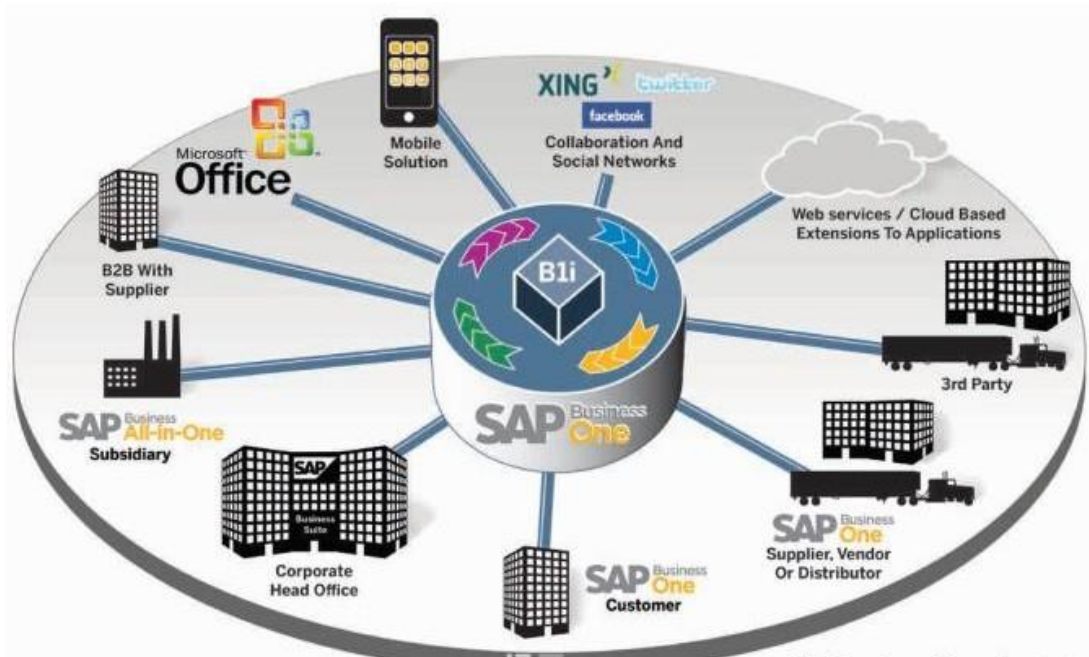 Mobile
Solution
XING
twitter
facebook
Collaboration And
Social Networks
Microsoft
Office
Web services / Cloud Based
Extensions To Applications
B2B With
Supplier
B1i
3rd Party
SAP Business
One
SAP Business
All-in-One
Subsidiary
SAP
Business
Suite
Corporate
Head Office
SAP Business
One
Customer
SAP Business
One
Supplier, Vendor
Or Distributor